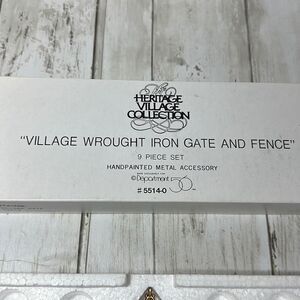 THE
HERITAGE
VILLAGE
COLLECTION
"VILLAGE WROUGHT IRON GATE AND FENCE"
9 PIECE SET
HANDPAINTED METAL ACCESSORY
© Department 56
# 5514-0